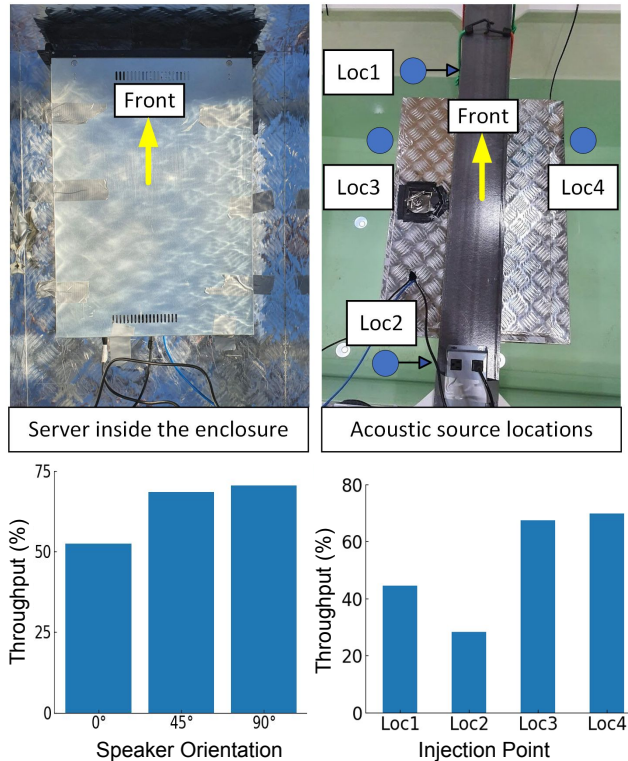 Front
Server inside the enclosure
Loc1
Front
Loc3
Loc4
Loc2
Acoustic source locations
Throughput (%)
75
50
25
0
0°
45°
90°
Speaker Orientation
Throughput (%)
80
60
40
20
0
Loc1
Loc2
Loc3
Loc4
Injection Point